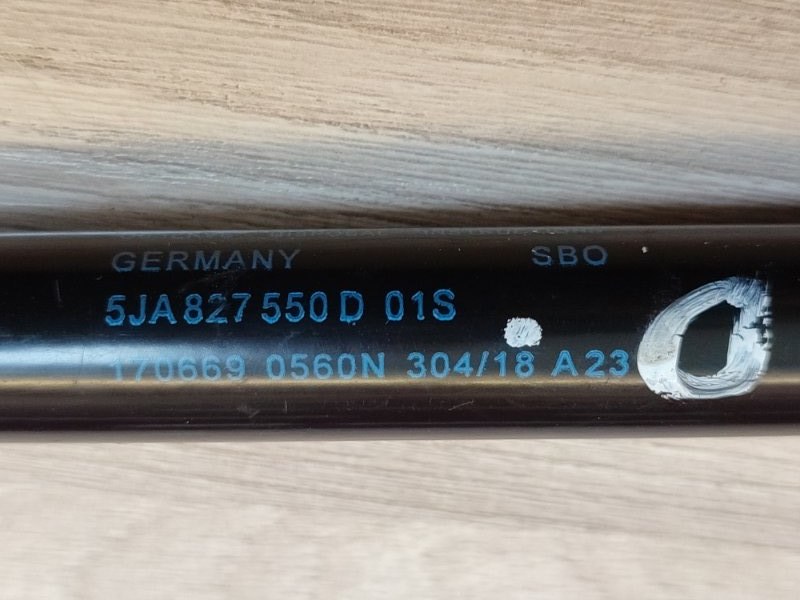 GERMANY SBO
5JA 827 550 D 01S
170669 0560N 304/18 A23